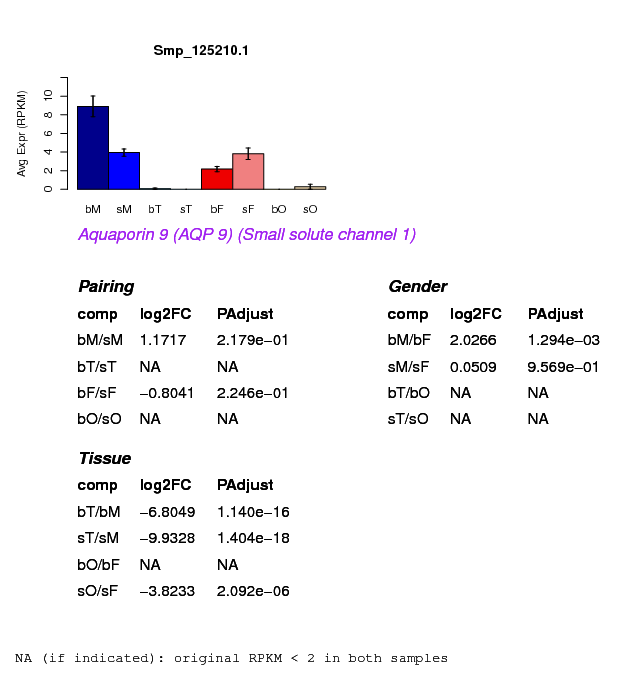 Smp_125210.1
Avg Expr (RPKM)
0 2 4 6 8 10
bM sM bT sT bF sF bO sO
Aquaporin 9 (AQP 9) (Small solute channel 1)
Pairing
comp log2FC PAdjust
bM/sM 1.1717 2.179e−01
bT/sT NA NA
bF/sF −0.8041 2.246e−01
bO/sO NA NA
Gender
comp log2FC PAdjust
bM/bF 2.0266 1.294e−03
sM/sF 0.0509 9.569e−01
bT/bO NA NA
sT/sO NA NA
Tissue
comp log2FC PAdjust
bT/bM −6.8049 1.140e−16
sT/sM −9.9328 1.404e−18
bO/bF NA NA
sO/sF −3.8233 2.092e−06
NA (if indicated): original RPKM < 2 in both samples